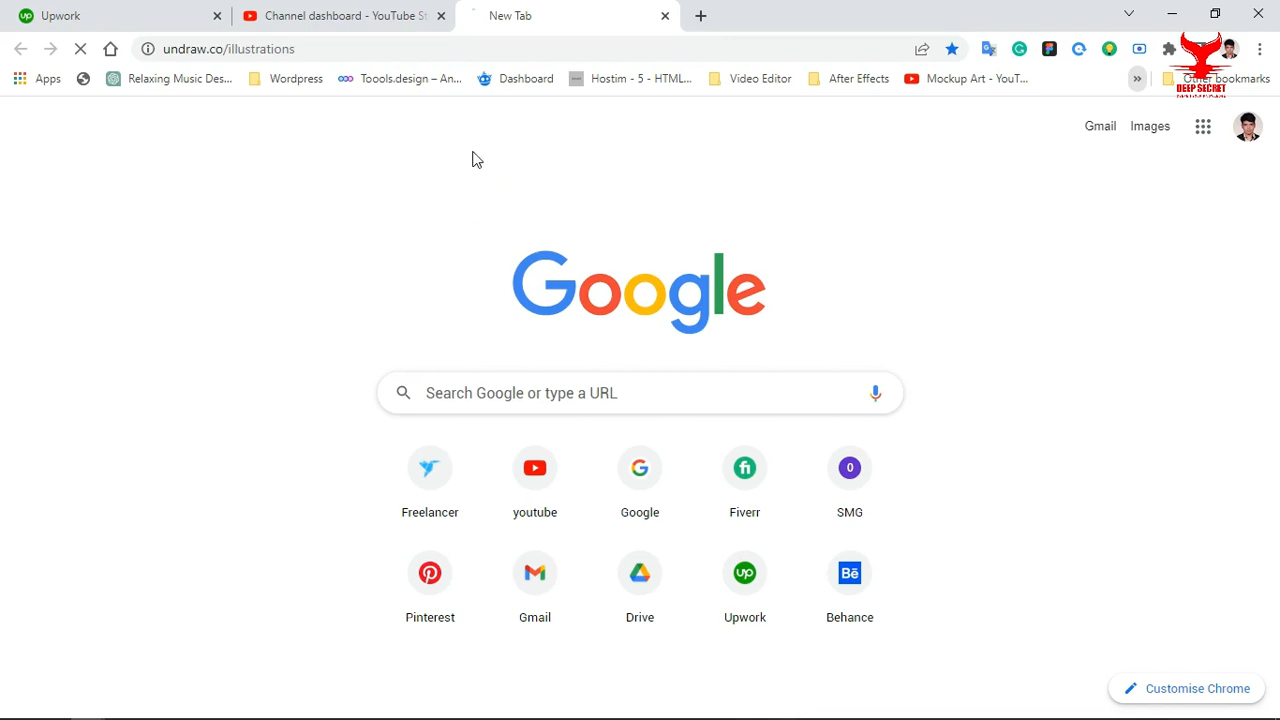 Upwork
Channel dashboard - YouTube St
New Tab
undraw.co/illustrations
Apps
Relaxing Music Des...
Wordpress
Toools.design – An...
Dashboard
Hostim - 5 - HTML...
Video Editor
After Effects
Mockup Art - YouT...
»
Other bookmarks
DEEP SECRET
Gmail
Images
Google
Search Google or type a URL
Freelancer
youtube
Google
Fiverr
SMG
Pinterest
Gmail
Drive
Upwork
Behance
Customise Chrome